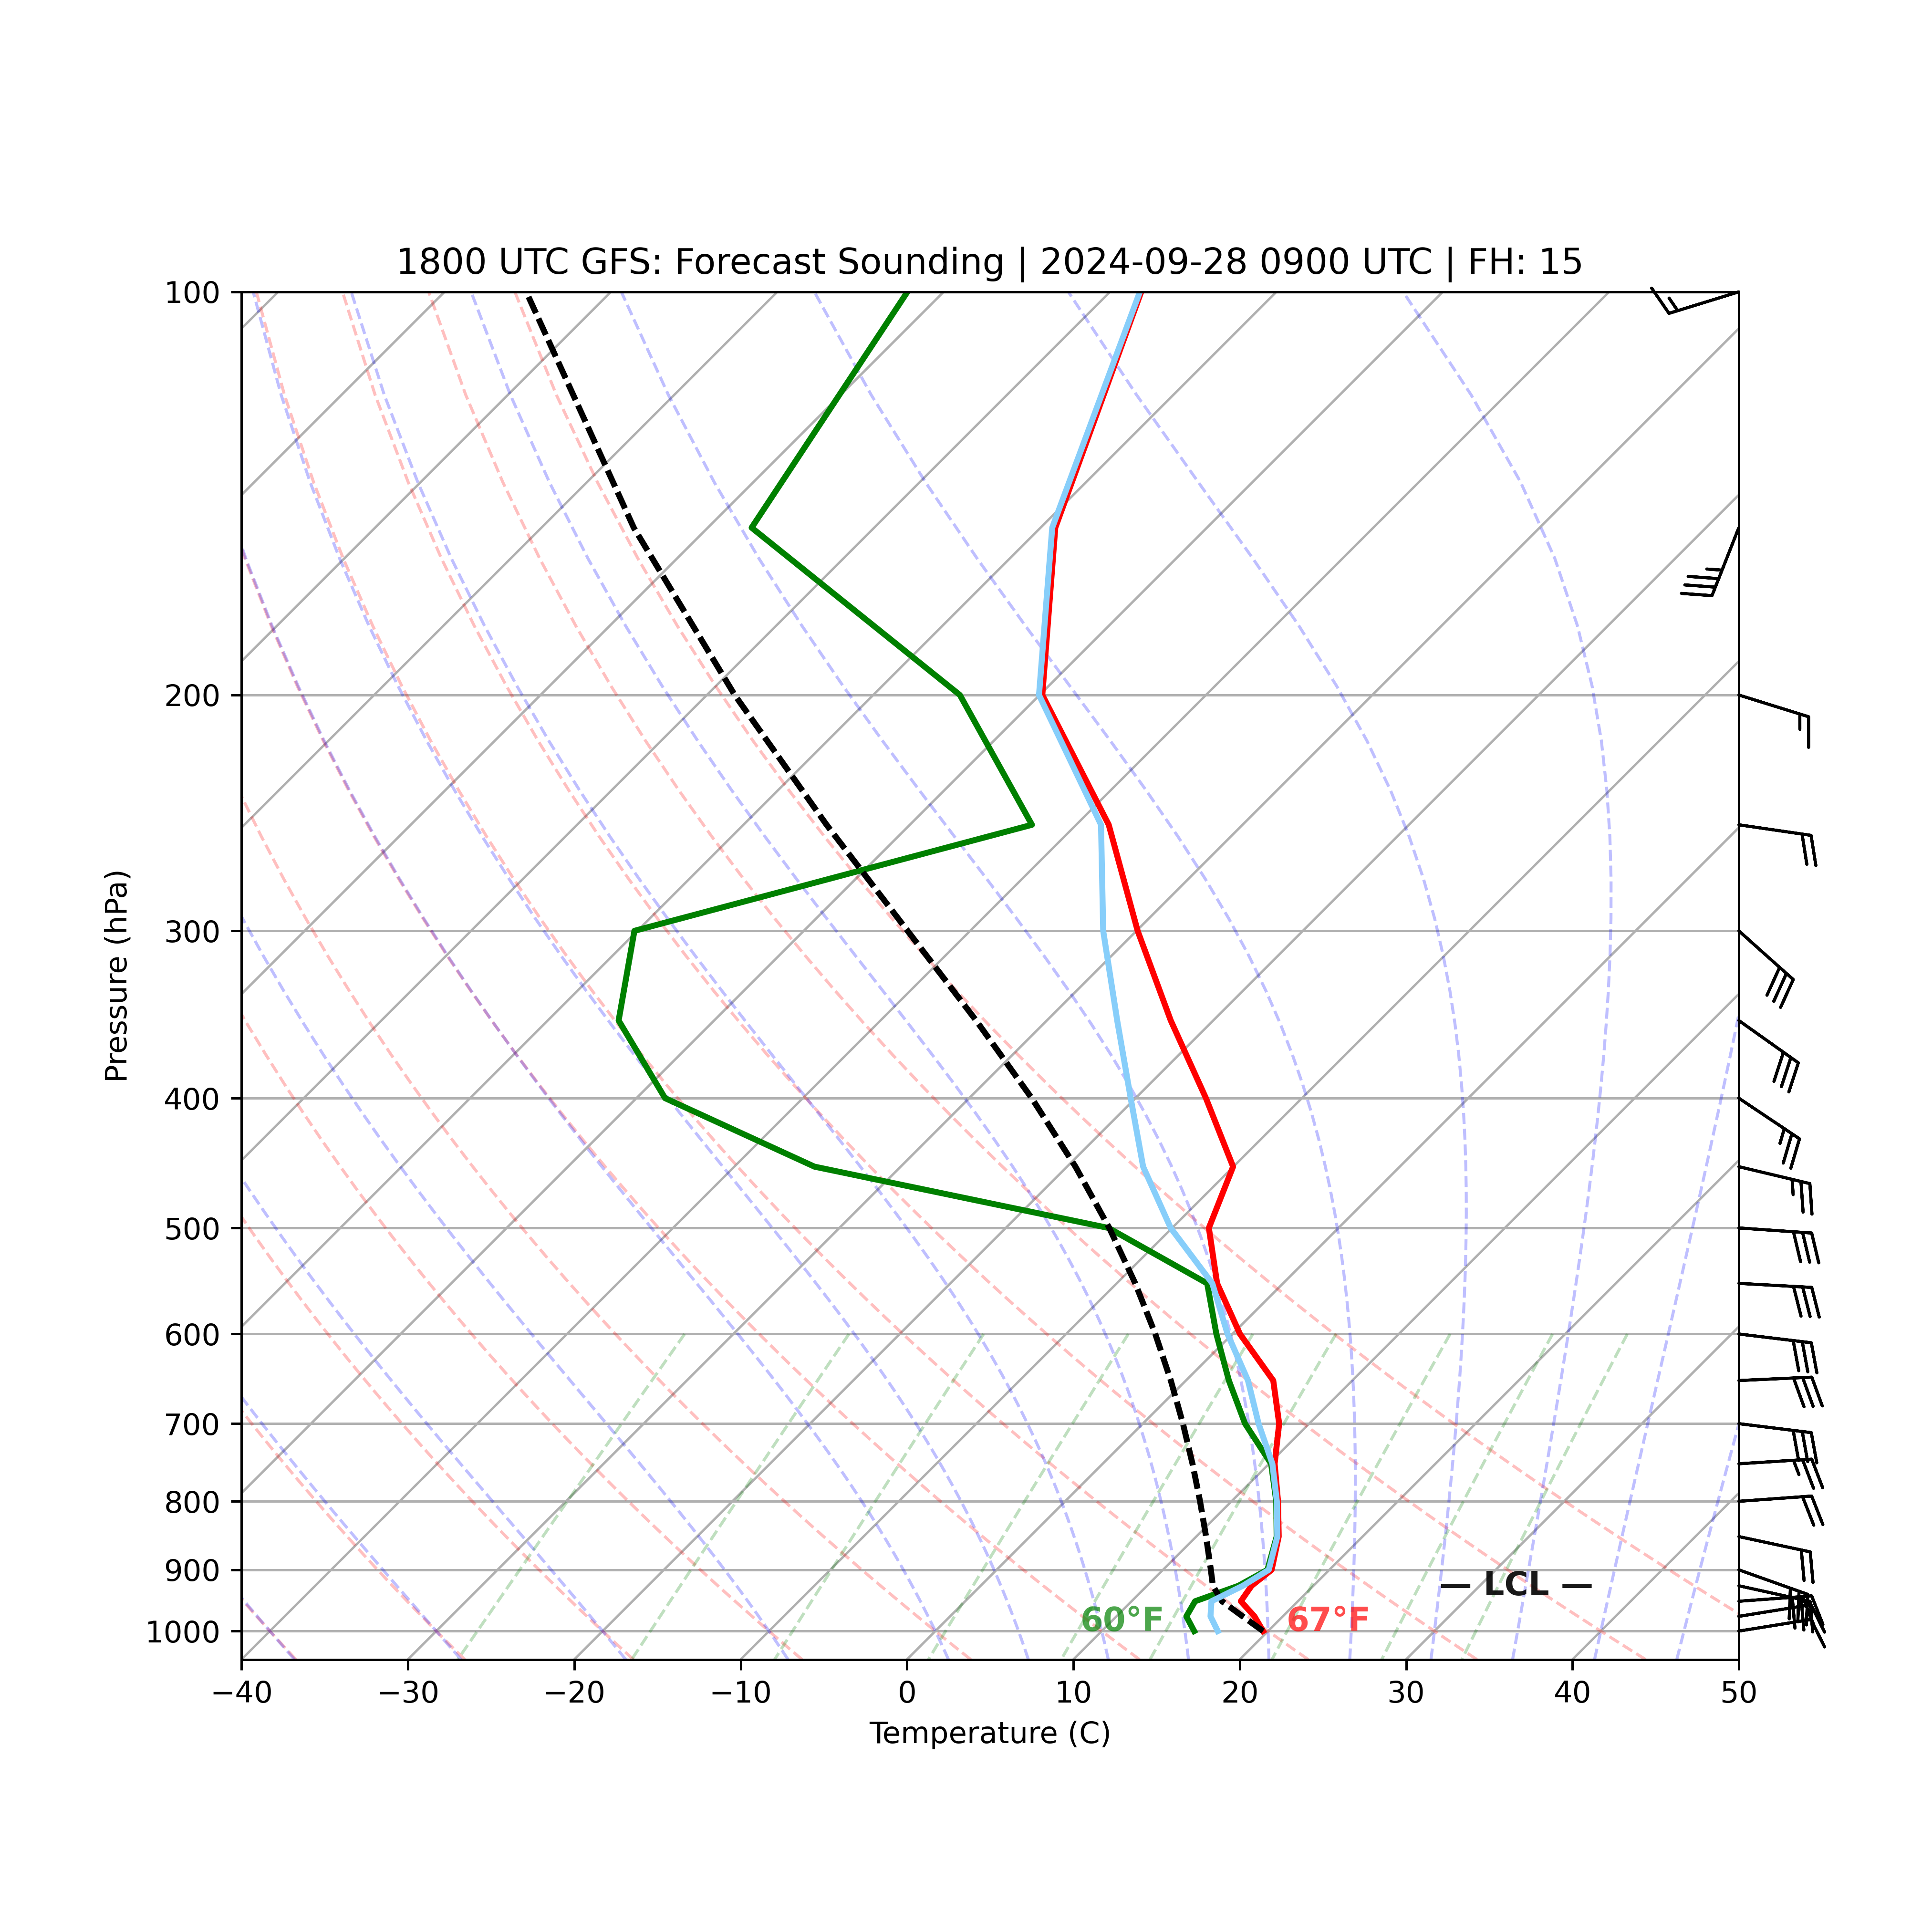 1800 UTC GFS: Forecast Sounding | 2024-09-28 0900 UTC | FH: 15
100
200
300
400
500
600
700
800
900
1000
Pressure (hPa)
— LCL —
60°F
67°F
−40 −30 −20 −10 0 10 20 30 40 50
Temperature (C)